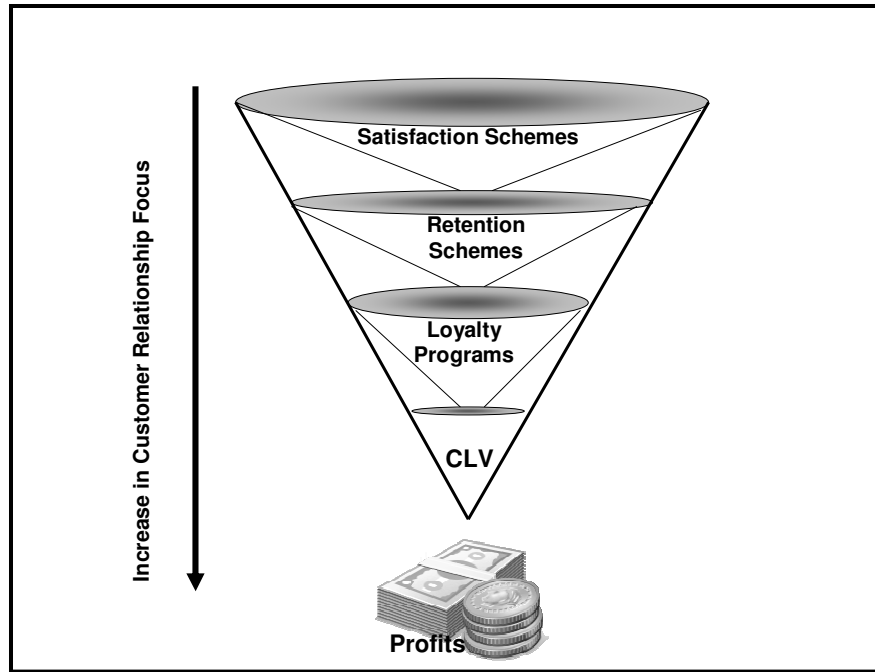 Increase in Customer Relationship Focus
Satisfaction Schemes
Retention
Schemes
Loyalty
Programs
CLV
Profits